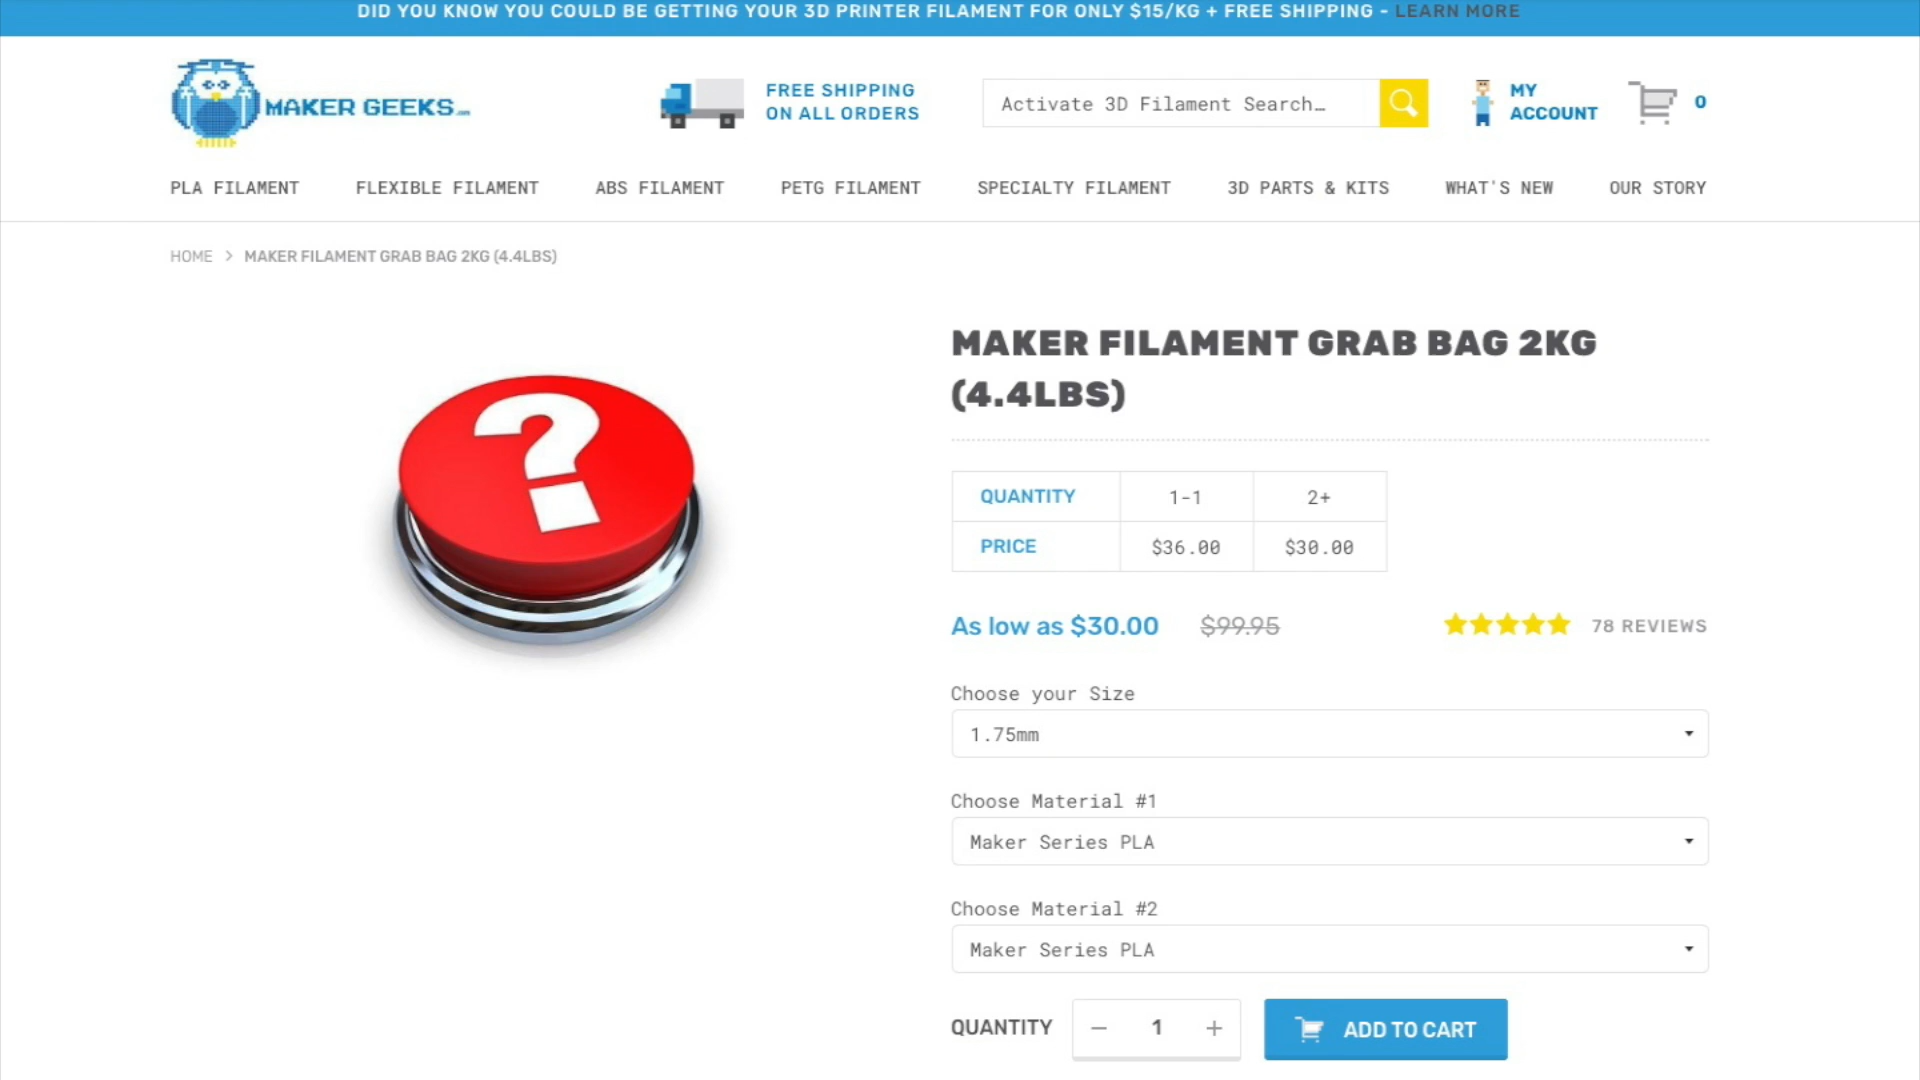 DID YOU KNOW YOU COULD BE GETTING YOUR 3D PRINTER FILAMENT FOR ONLY $15/KG + FREE SHIPPING - LEARN MORE
MAKER GEEKS.com
FREE SHIPPING
ON ALL ORDERS
Activate 3D Filament Search…
MY
ACCOUNT
0
PLA FILAMENT FLEXIBLE FILAMENT ABS FILAMENT PETG FILAMENT SPECIALTY FILAMENT 3D PARTS & KITS WHAT'S NEW OUR STORY
HOME > MAKER FILAMENT GRAB BAG 2KG (4.4LBS)
?
MAKER FILAMENT GRAB BAG 2KG
(4.4LBS)
QUANTITY 1-1 2+
PRICE $36.00 $30.00
As low as $30.00 $99.95 78 REVIEWS
Choose your Size
1.75mm
Choose Material #1
Maker Series PLA
Choose Material #2
Maker Series PLA
QUANTITY − 1 + ADD TO CART